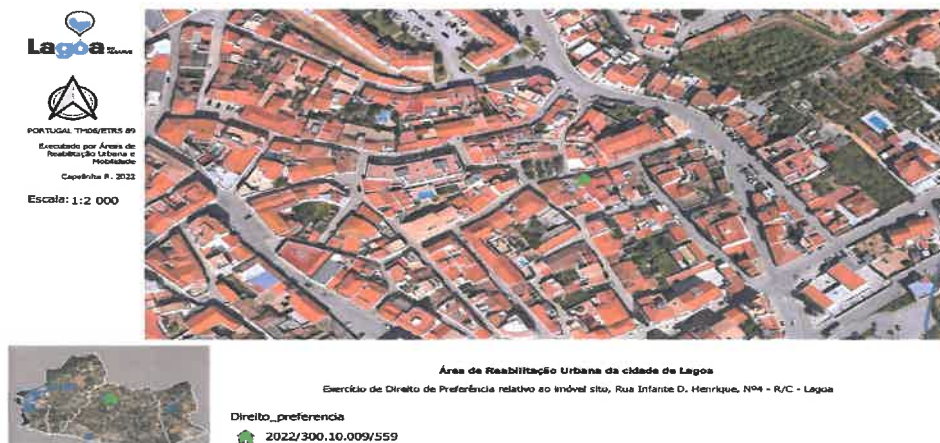 Lagoa
PORTUGAL TM06/ETRS 89
Executado por Áreas de
Reabilitação Urbana e
Mobilidade
Capelinha P. 2022
Escala: 1:2 000
Área de Reabilitação Urbana da cidade de Lagoa
Exercício de Direito de Preferência relativo ao imóvel sito, Rua Infante D. Henrique, Nº4 - R/C - Lagoa
Direito_preferencia
2022/300.10.009/559